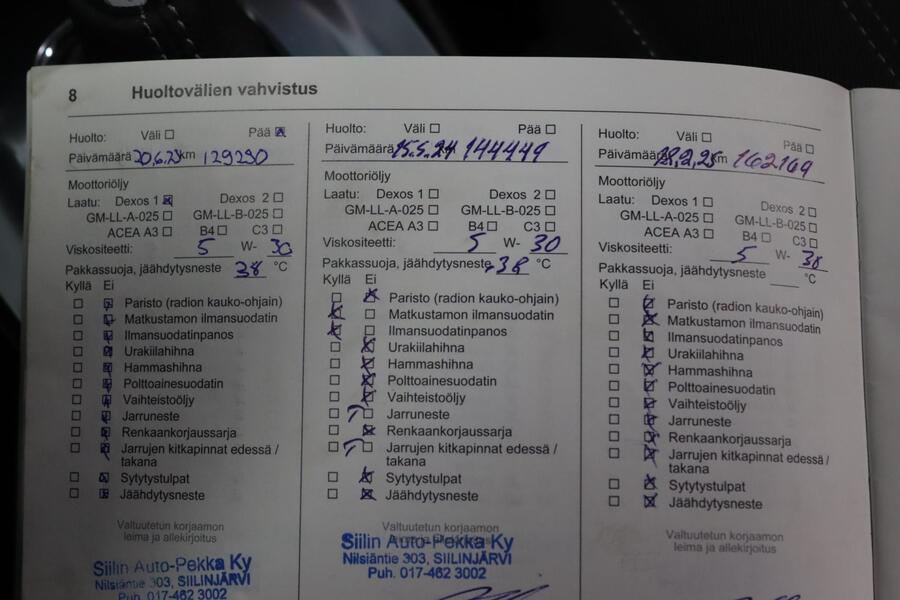 8 Huoltovälien vahvistus
Huolto: Väli Pää
Päivämäärä km 129290
Moottoriöljy
Laatu: Dexos 1 Dexos 2
GM-LL-A-025 GM-LL-B-025
ACEA A3 B4 C3
Viskositeetti: 5 W- 30
Pakkassuoja, jäähdytysneste 38 °C
Kyllä Ei
Paristo (radion kauko-ohjain)
Matkustamon ilmansuodatin
Ilmansuodatinpanos
Urakiilahihna
Hammashihna
Polttoainesuodatin
Vaihteistoöljy
Jarruneste
Renkaankorjaussarja
Jarrujen kitkapinnat edessä /
takana
Sytytystulpat
Jäähdytysneste
Valtuutetun korjaamon
leima ja allekirjoitus
Siilin Auto-Pekka Ky
Nilsiäntie 303, SIILINJÄRVI
Puh. 017-462 3002
Huolto: Väli Pää
Päivämäärä 15.5.24 144449
Moottoriöljy
Laatu: Dexos 1 Dexos 2
GM-LL-A-025 GM-LL-B-025
ACEA A3 B4 C3
Viskositeetti: 5 W- 30
Pakkassuoja, jäähdytysneste -38 °C
Kyllä Ei
Paristo (radion kauko-ohjain)
Matkustamon ilmansuodatin
Ilmansuodatinpanos
Urakiilahihna
Hammashihna
Polttoainesuodatin
Vaihteistoöljy
Jarruneste
Renkaankorjaussarja
Jarrujen kitkapinnat edessä /
takana
Sytytystulpat
Jäähdytysneste
Valtuutetun korjaamon
Siilin Auto-Pekka Ky
Nilsiäntie 303, SIILINJÄRVI
Puh. 017-462 3002
Huolto: Väli Pää
Päivämäärä km 162169
Moottoriöljy
Laatu: Dexos 1 Dexos 2
GM-LL-A-025 GM-LL-B-025
ACEA A3 B4 C3
Viskositeetti: 5 W-
Pakkassuoja, jäähdytysneste °C
Kyllä Ei
Paristo (radion kauko-ohjain)
Matkustamon ilmansuodatin
Ilmansuodatinpanos
Urakiilahihna
Hammashihna
Polttoainesuodatin
Vaihteistoöljy
Jarruneste
Renkaankorjaussarja
Jarrujen kitkapinnat edessä /
takana
Sytytystulpat
Jäähdytysneste
Valtuutetun korjaamon
leima ja allekirjoitus